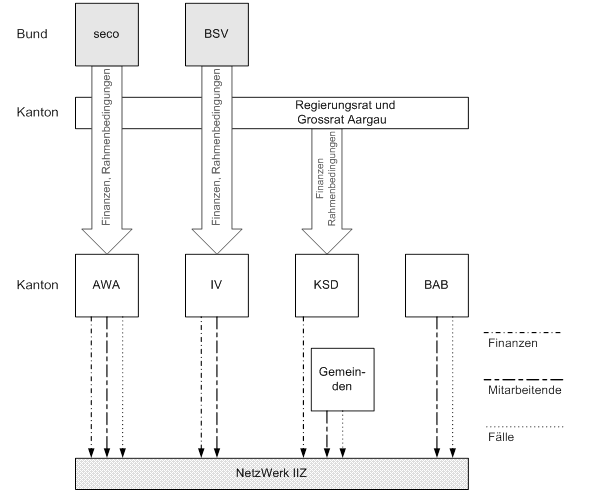 Bund
seco
BSV
Finanzen, Rahmenbedingungen
Finanzen, Rahmenbedingungen
Kanton
Regierungsrat und
Grossrat Aargau
Finanzen
Rahmenbedingungen
Kanton
AWA
IV
KSD
BAB
Gemein-
den
Finanzen
Mitarbeitende
Fälle
NetzWerk IIZ